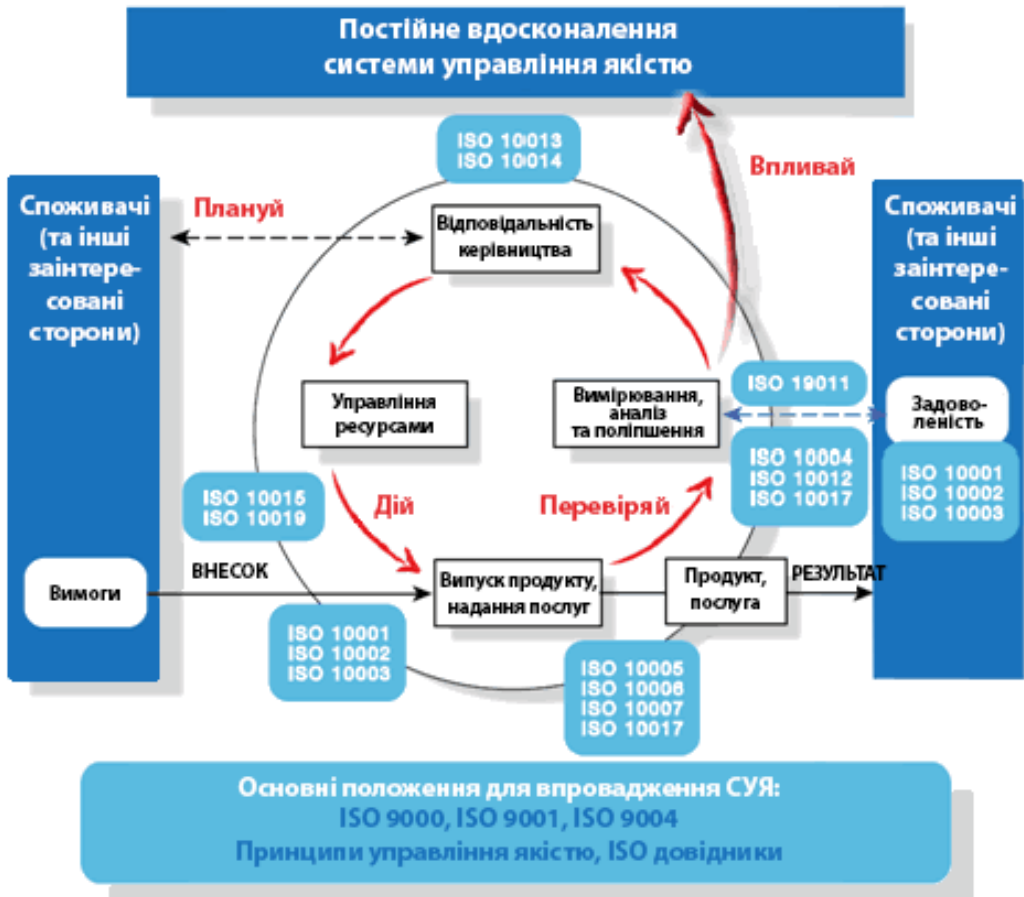 Постійне вдосконалення
системи управління якістю
ISO 10013
ISO 10014
Впливай
Споживачі
(та інші
заінтере-
совані
сторони)
Плануй
Відповідальність
керівництва
Споживачі
(та інші
заінтере-
совані
сторони)
Управління
ресурсами
Вимірювання,
аналіз
та поліпшення
ISO 19011
Задово-
леність
ISO 10004
ISO 10012
ISO 10017
ISO 10001
ISO 10002
ISO 10003
ISO 10015
ISO 10019
Дій
Перевіряй
Вимоги
ВНЕСОК
Випуск продукту,
надання послуг
Продукт,
послуга
РЕЗУЛЬТАТ
ISO 10001
ISO 10002
ISO 10003
ISO 10005
ISO 10006
ISO 10007
ISO 10017
Основні положення для впровадження СУЯ:
ISO 9000, ISO 9001, ISO 9004
Принципи управління якістю, ISO довідники